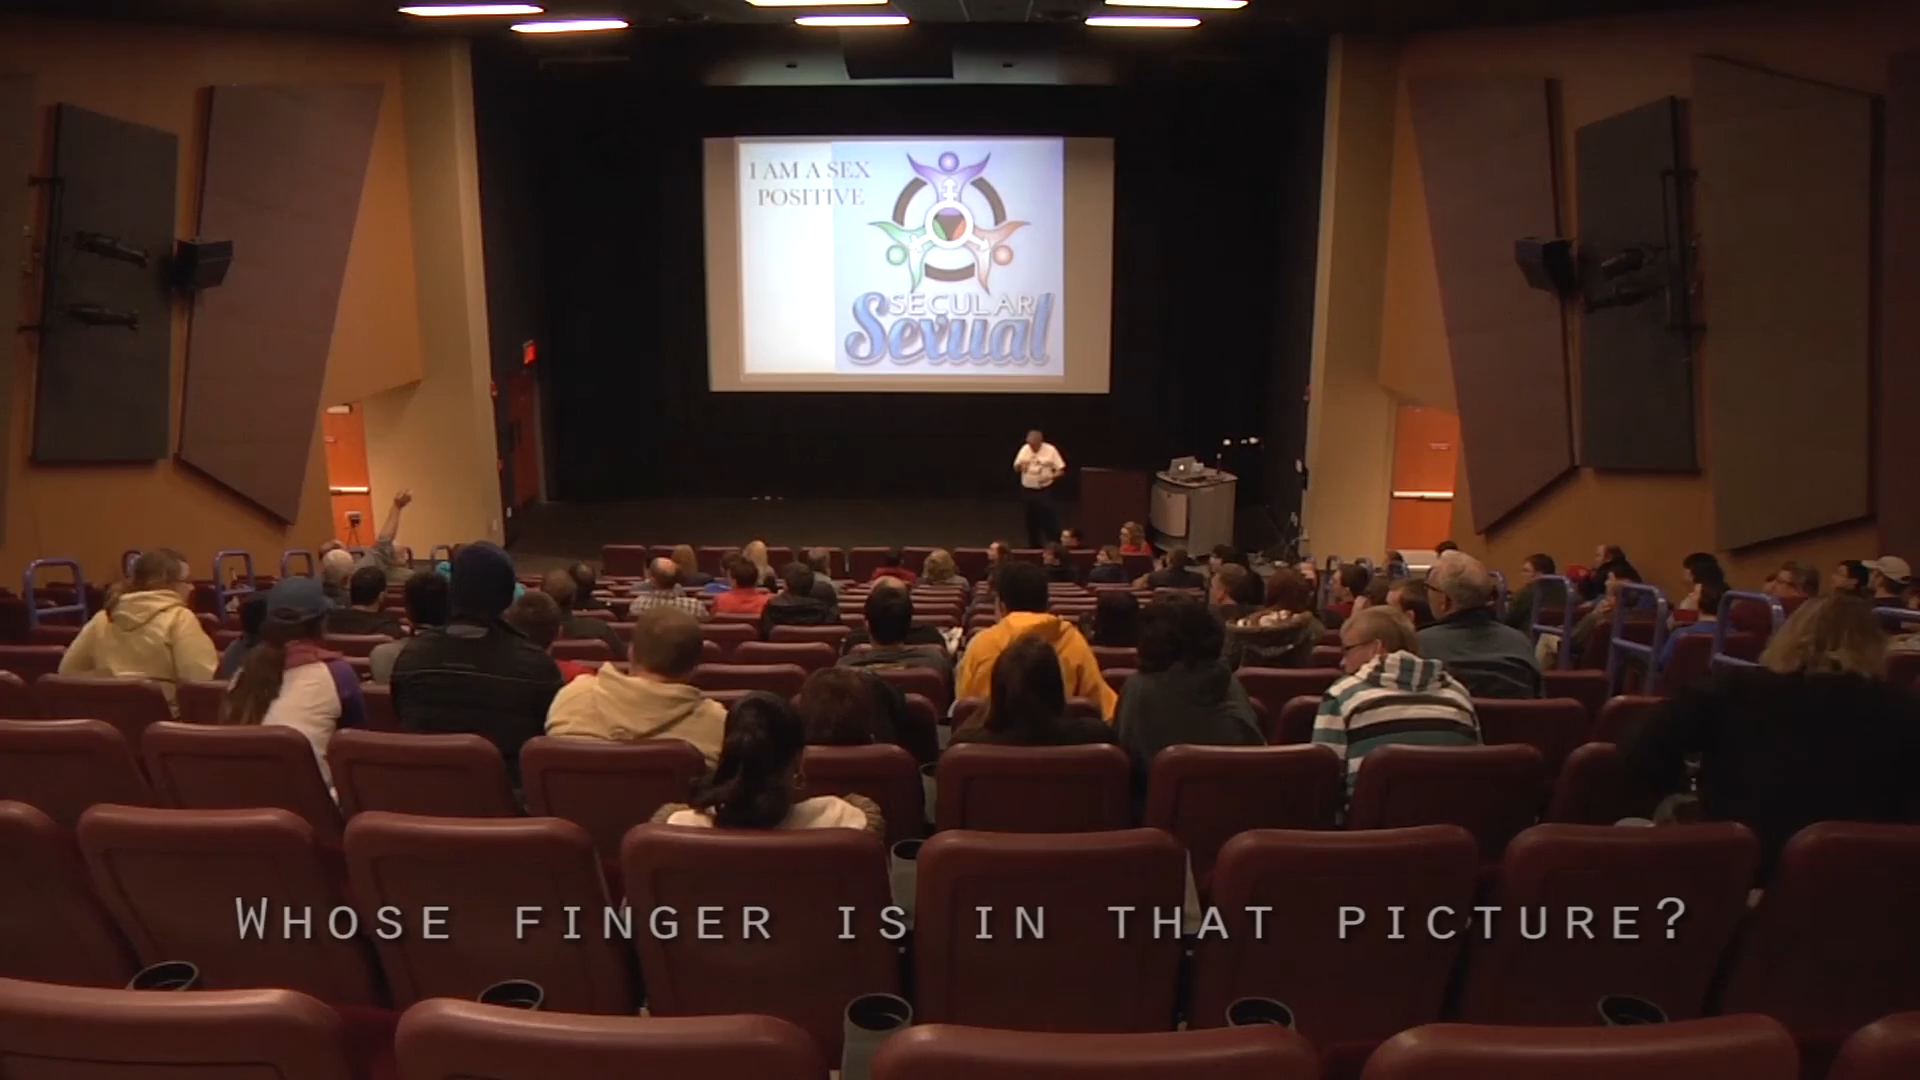 I AM A SEX
POSITIVE
SECULAR
Sexual
WHOSE FINGER IS IN THAT PICTURE?